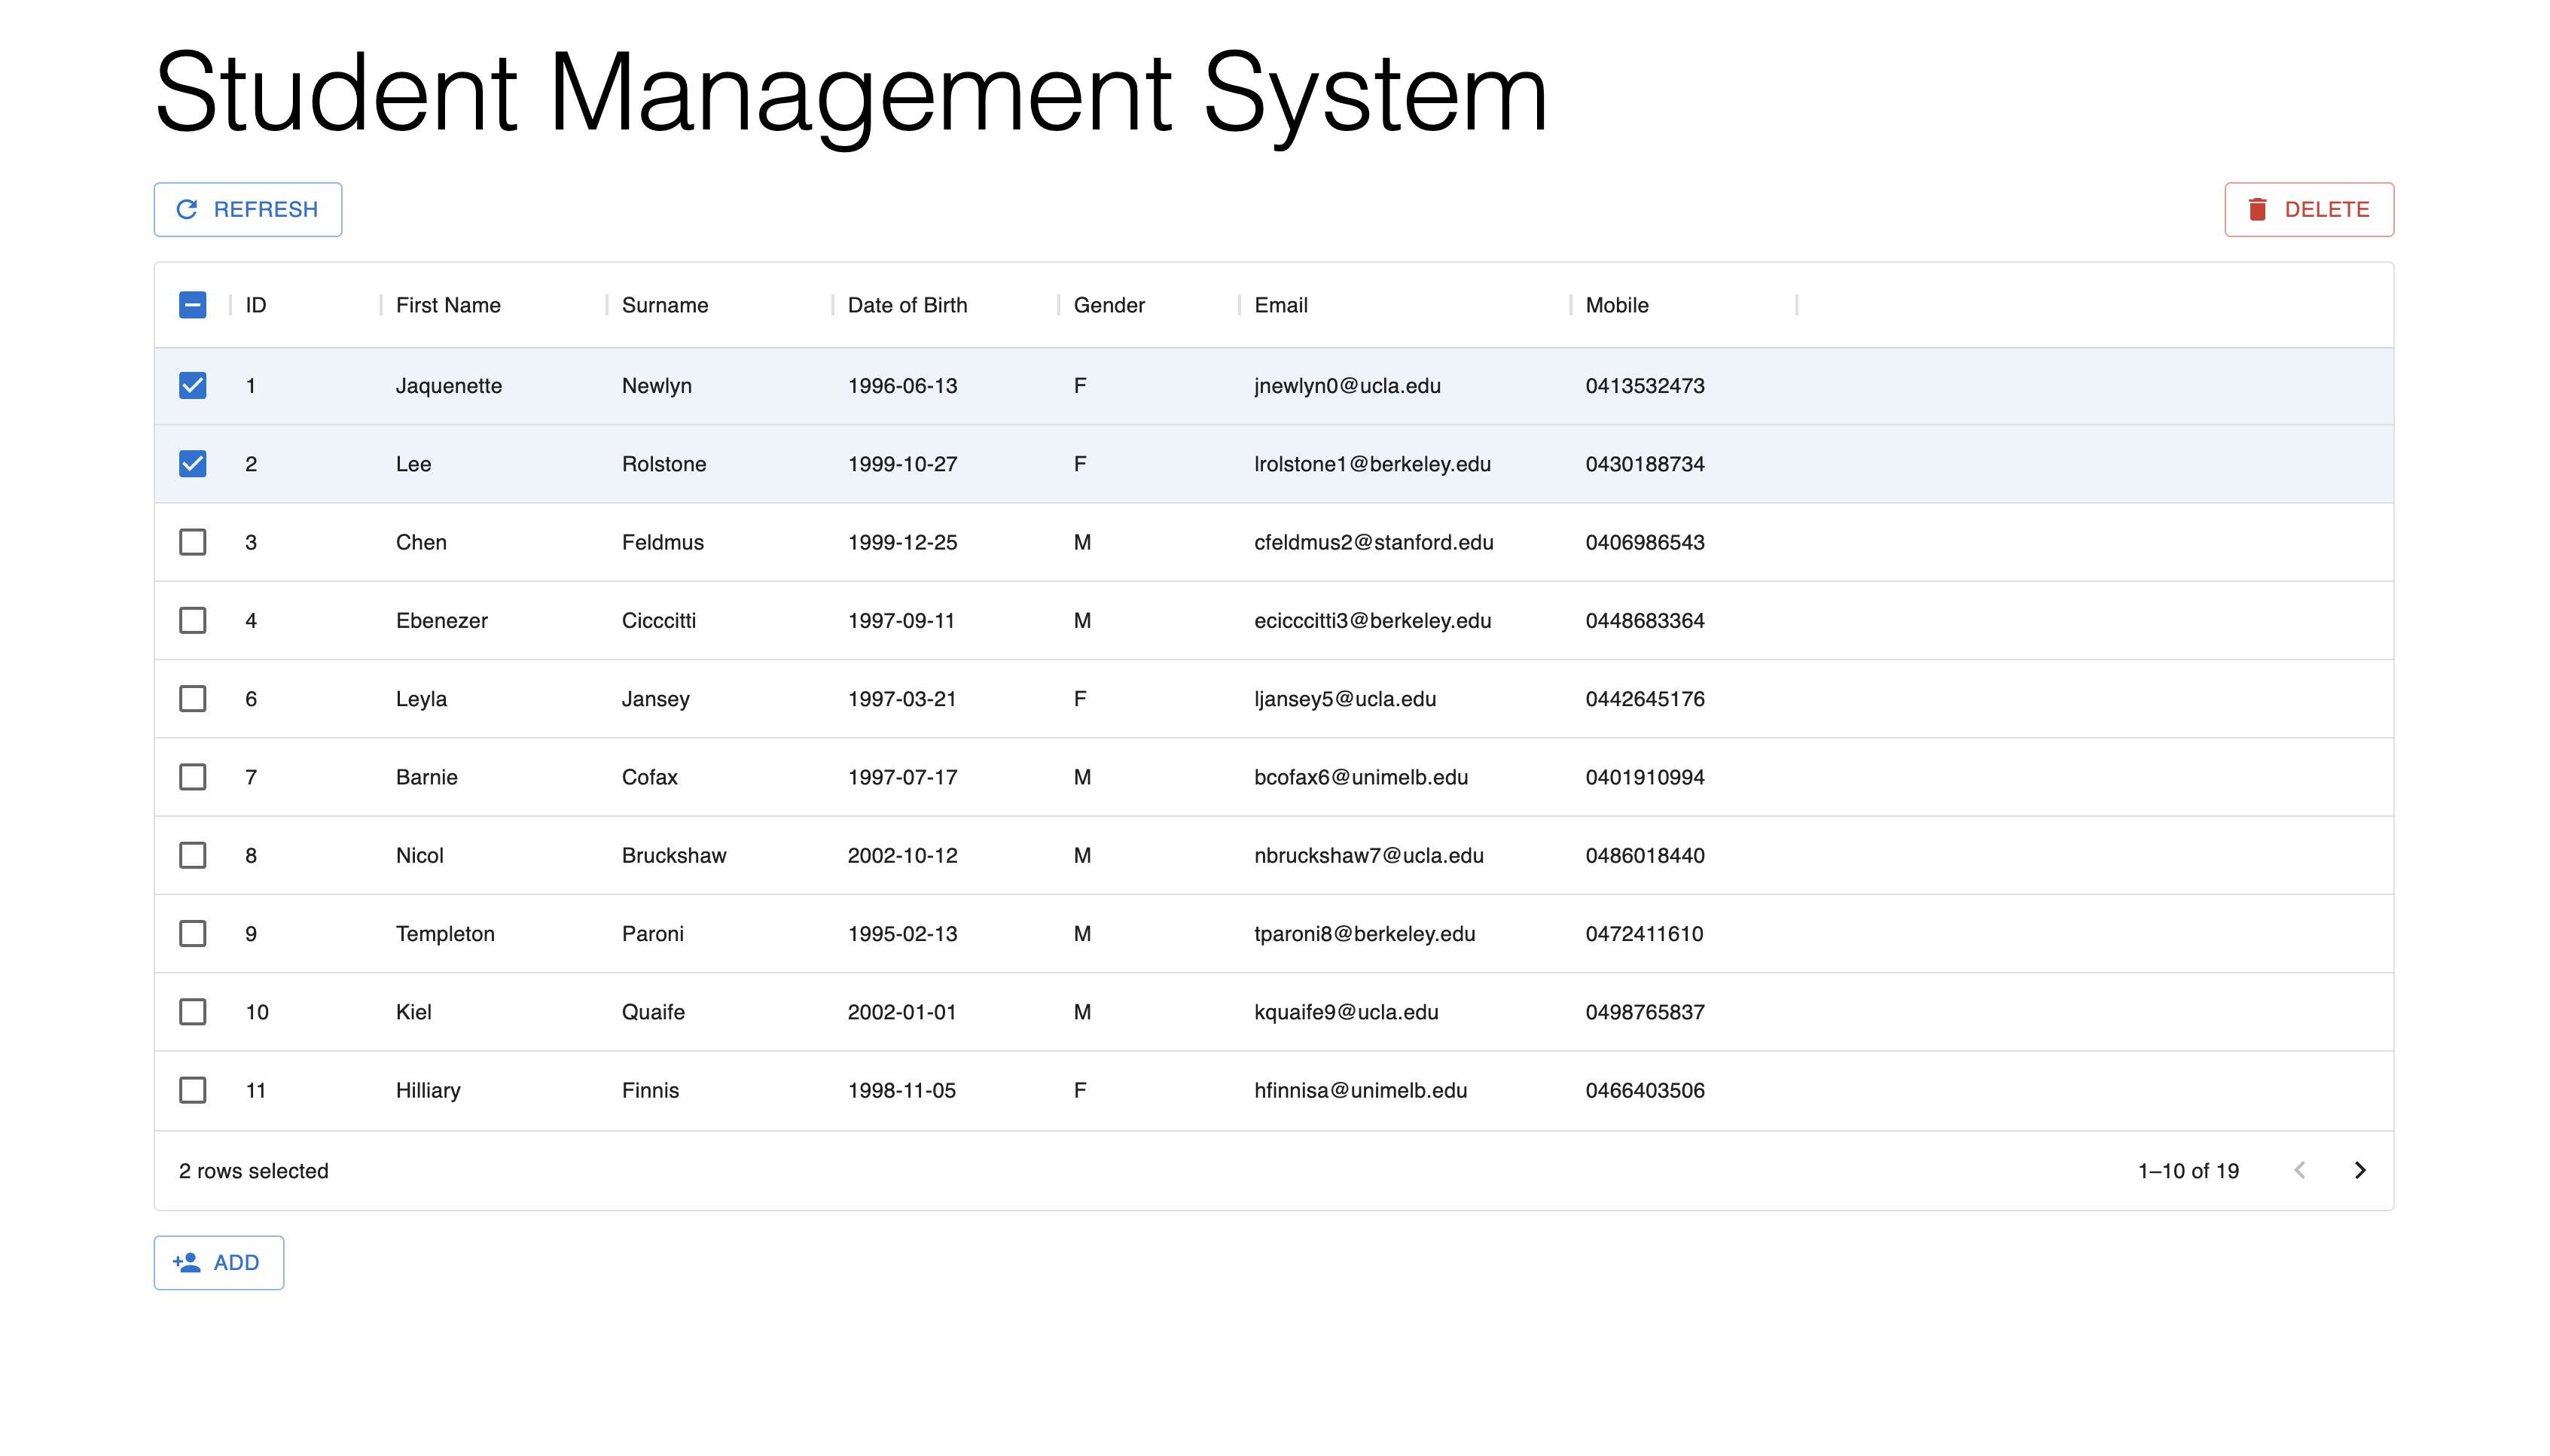 Student Management System
REFRESH DELETE
ID First Name Surname Date of Birth Gender Email Mobile
1 Jaquenette Newlyn 1996-06-13 F jnewlyn0@ucla.edu 0413532473
2 Lee Rolstone 1999-10-27 F lrolstone1@berkeley.edu 0430188734
3 Chen Feldmus 1999-12-25 M cfeldmus2@stanford.edu 0406986543
4 Ebenezer Cicccitti 1997-09-11 M ecicccitti3@berkeley.edu 0448683364
6 Leyla Jansey 1997-03-21 F ljansey5@ucla.edu 0442645176
7 Barnie Cofax 1997-07-17 M bcofax6@unimelb.edu 0401910994
8 Nicol Bruckshaw 2002-10-12 M nbruckshaw7@ucla.edu 0486018440
9 Templeton Paroni 1995-02-13 M tparoni8@berkeley.edu 0472411610
10 Kiel Quaife 2002-01-01 M kquaife9@ucla.edu 0498765837
11 Hilliary Finnis 1998-11-05 F hfinnisa@unimelb.edu 0466403506
2 rows selected 1–10 of 19
ADD